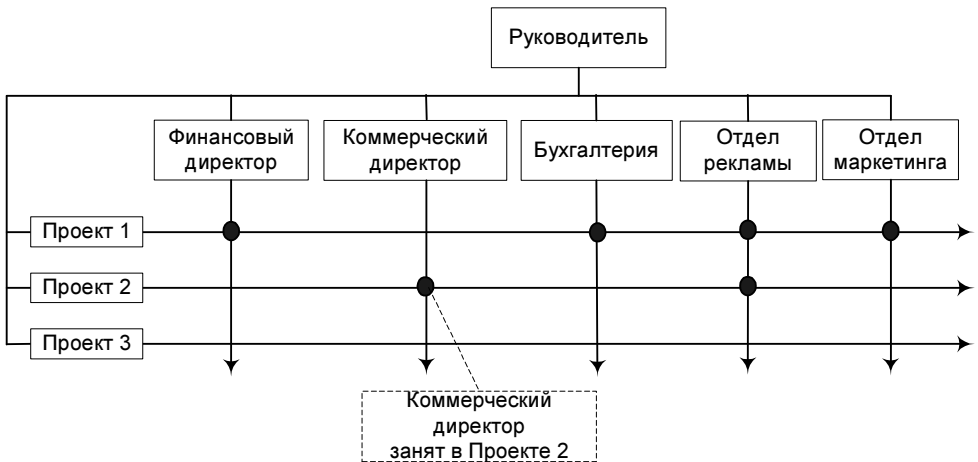 Руководитель
Финансовый
директор
Коммерческий
директор
Бухгалтерия
Отдел
рекламы
Отдел
маркетинга
Проект 1
Проект 2
Проект 3
Коммерческий
директор
занят в Проекте 2